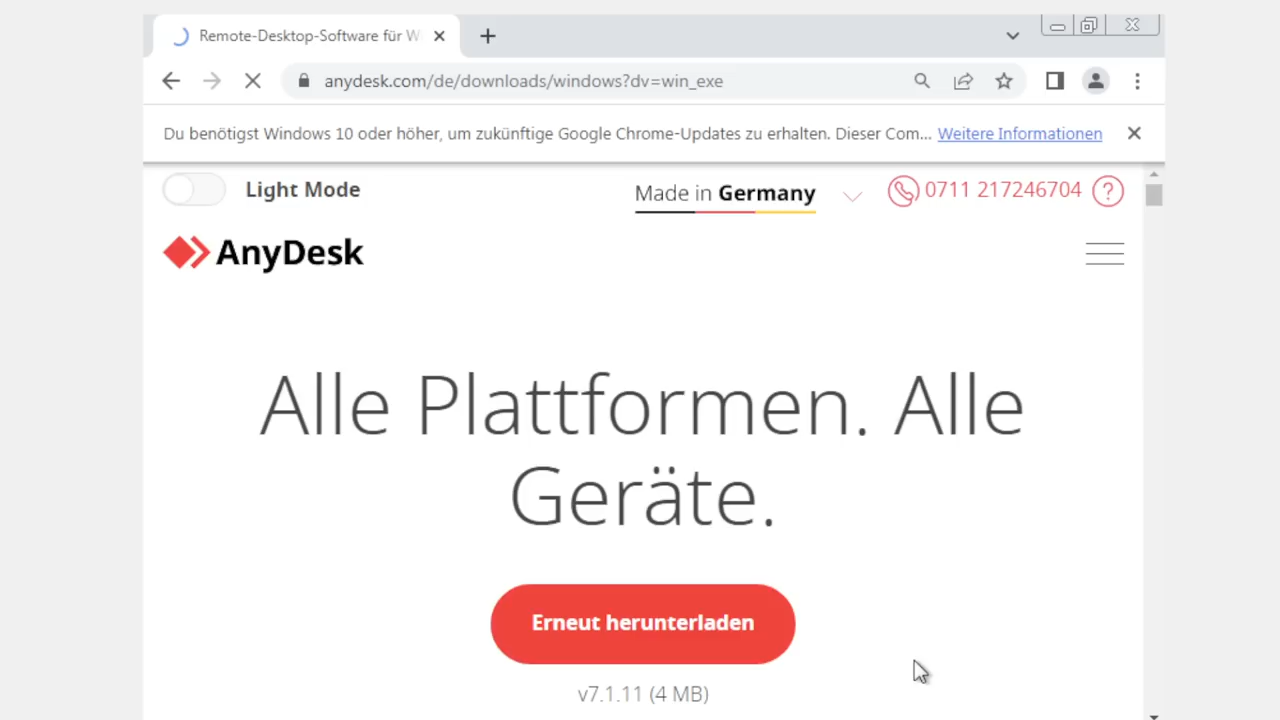 Remote-Desktop-Software für W
anydesk.com/de/downloads/windows?dv=win_exe
Du benötigst Windows 10 oder höher, um zukünftige Google Chrome-Updates zu erhalten. Dieser Com... Weitere Informationen
Light Mode
Made in Germany
0711 217246704
?
AnyDesk
Alle Plattformen. Alle
Geräte.
Erneut herunterladen
v7.1.11 (4 MB)